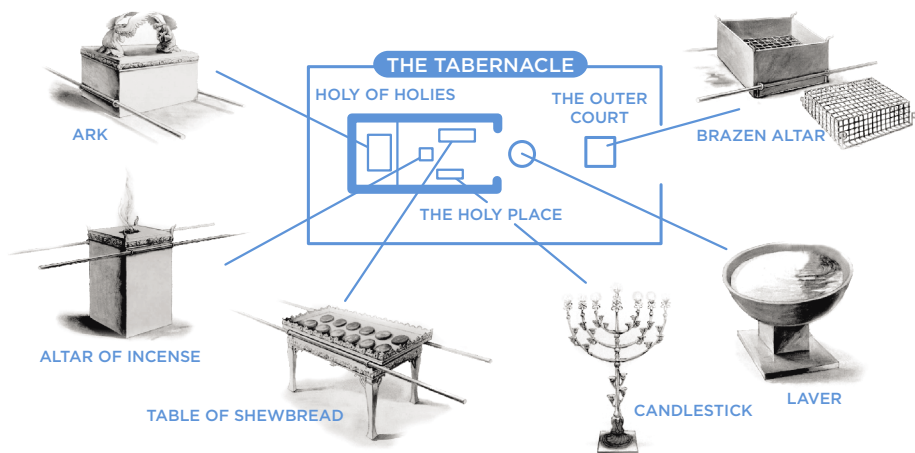 THE TABERNACLE
HOLY OF HOLIES
THE OUTER
COURT
ARK
BRAZEN ALTAR
THE HOLY PLACE
ALTAR OF INCENSE
TABLE OF SHEWBREAD
CANDLESTICK
LAVER